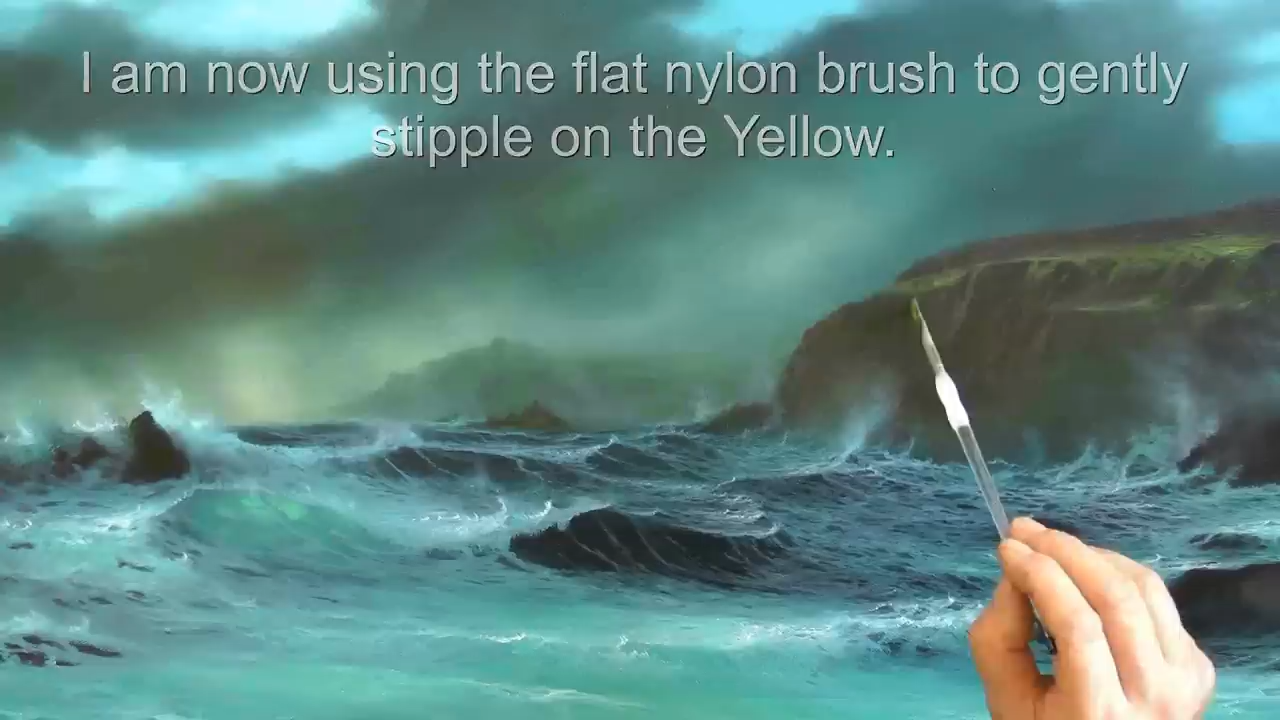 I am now using the flat nylon brush to gently
stipple on the Yellow.